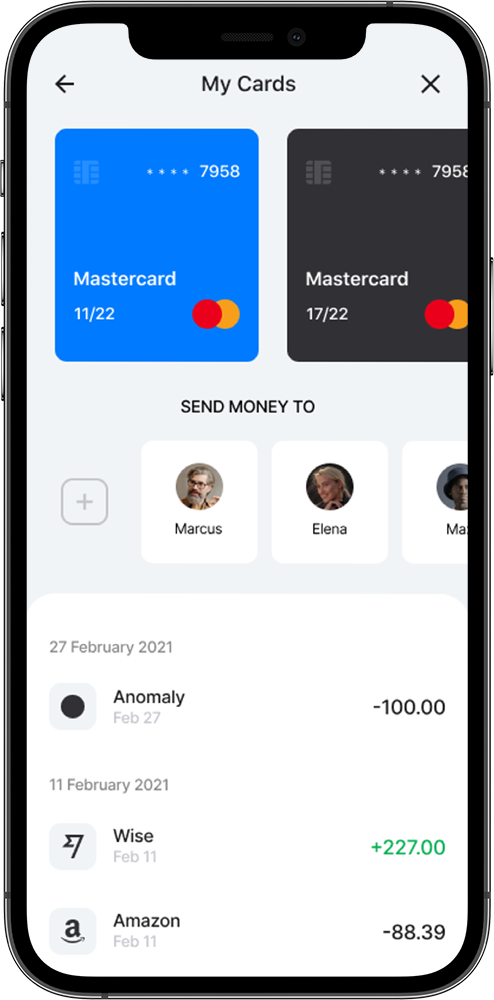 My Cards
* * * * 7958
* * * * 7958
Mastercard
11/22
Mastercard
17/22
SEND MONEY TO
+
Marcus
Elena
Ma
27 February 2021
Anomaly
Feb 27
-100.00
11 February 2021
Wise
Feb 11
+227.00
a
Amazon
Feb 11
-88.39